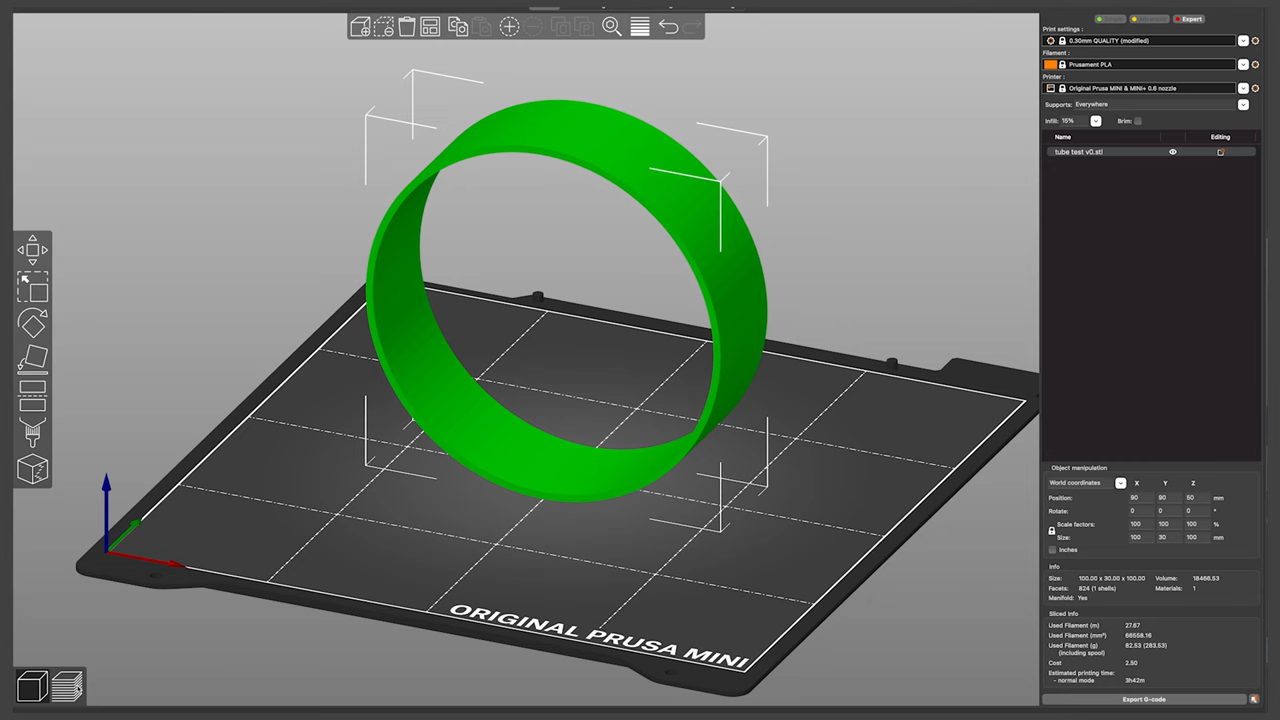 Expert
Print settings :
0.30mm QUALITY (modified)
Filament :
Prusament PLA
Printer :
Original Prusa MINI & MINI+ 0.6 nozzle
Supports: Everywhere
Infill: 15% Brim:
Name Editing
tube test v0.stl
Object manipulation
World coordinates X Y Z
Position: 90 90 50 mm
Rotate: 0 0 0 °
Scale factors: 100 100 100 %
Size: 100 30 100 mm
Inches
Info
Size: 100.00 x 30.00 x 100.00 Volume: 18466.53
Facets: 824 (1 shells) Materials: 1
Manifold: Yes
Sliced Info
Used Filament (m) 27.67
Used Filament (mm³) 66558.16
Used Filament (g) 82.53 (283.53)
(including spool)
Cost 2.50
Estimated printing time:
- normal mode 3h42m
Export G-code
ORIGINAL PRUSA MINI